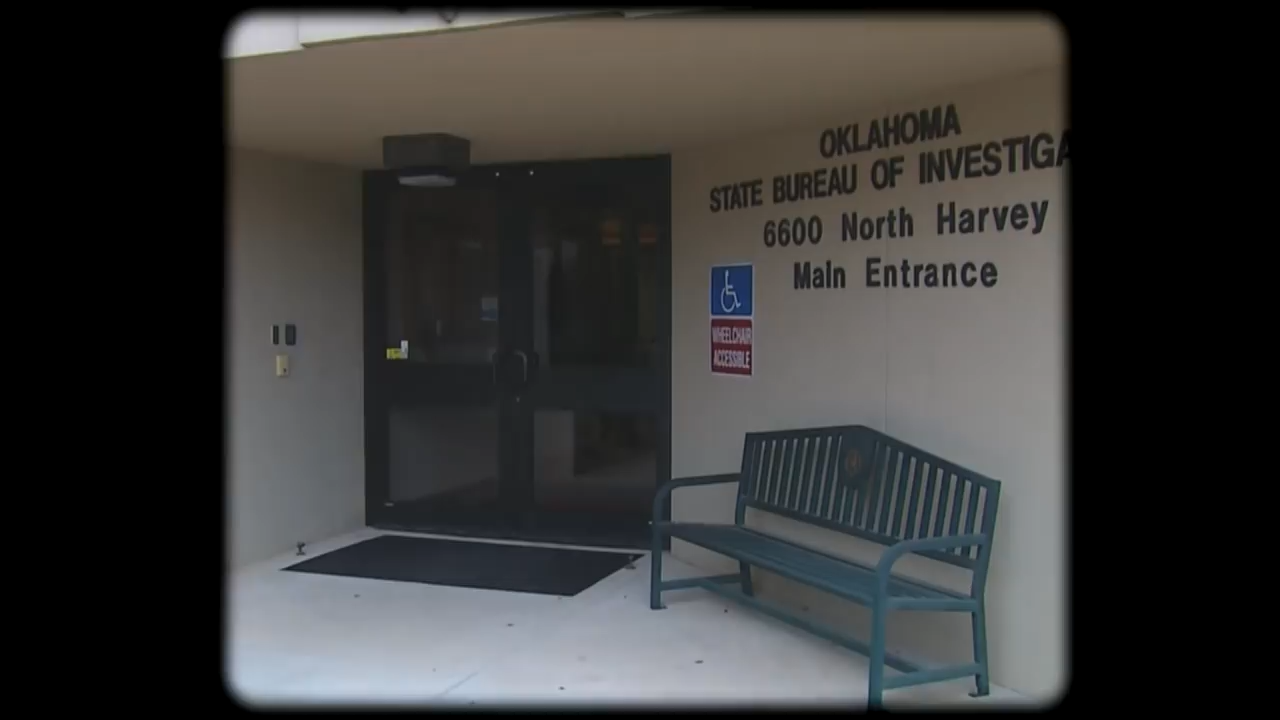 OKLAHOMA
STATE BUREAU OF INVESTIGA
6600 North Harvey
Main Entrance
WHEELCHAIR
ACCESSIBLE